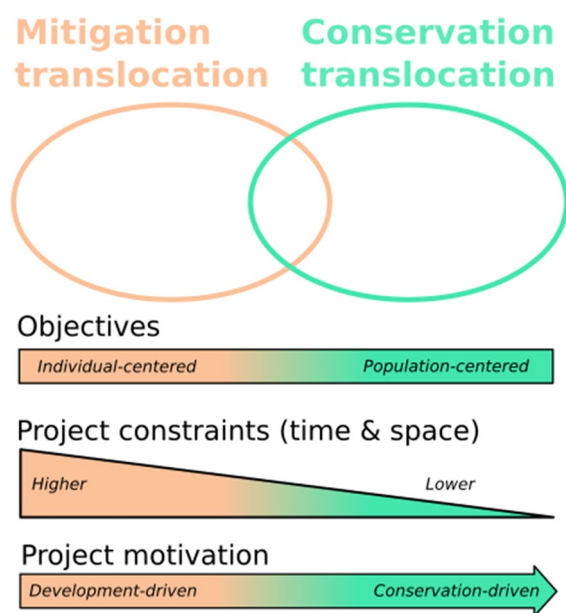 Mitigation
translocation
Conservation
translocation
Objectives
Individual-centered
Population-centered
Project constraints (time & space)
Higher
Lower
Project motivation
Development-driven
Conservation-driven